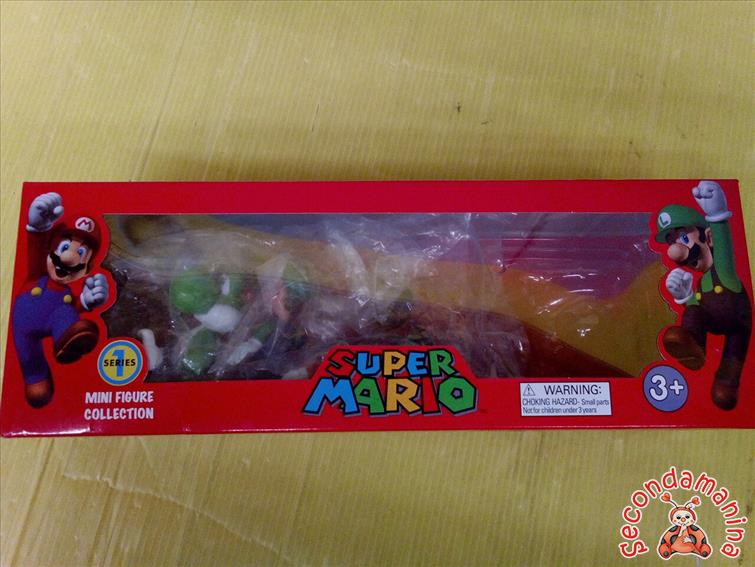 M
L
SERIES
1
MINI FIGURE
COLLECTION
SUPER
MARIO
TM
WARNING:
CHOKING HAZARD- Small parts
Not for children under 3 years
3+
Secondamanina